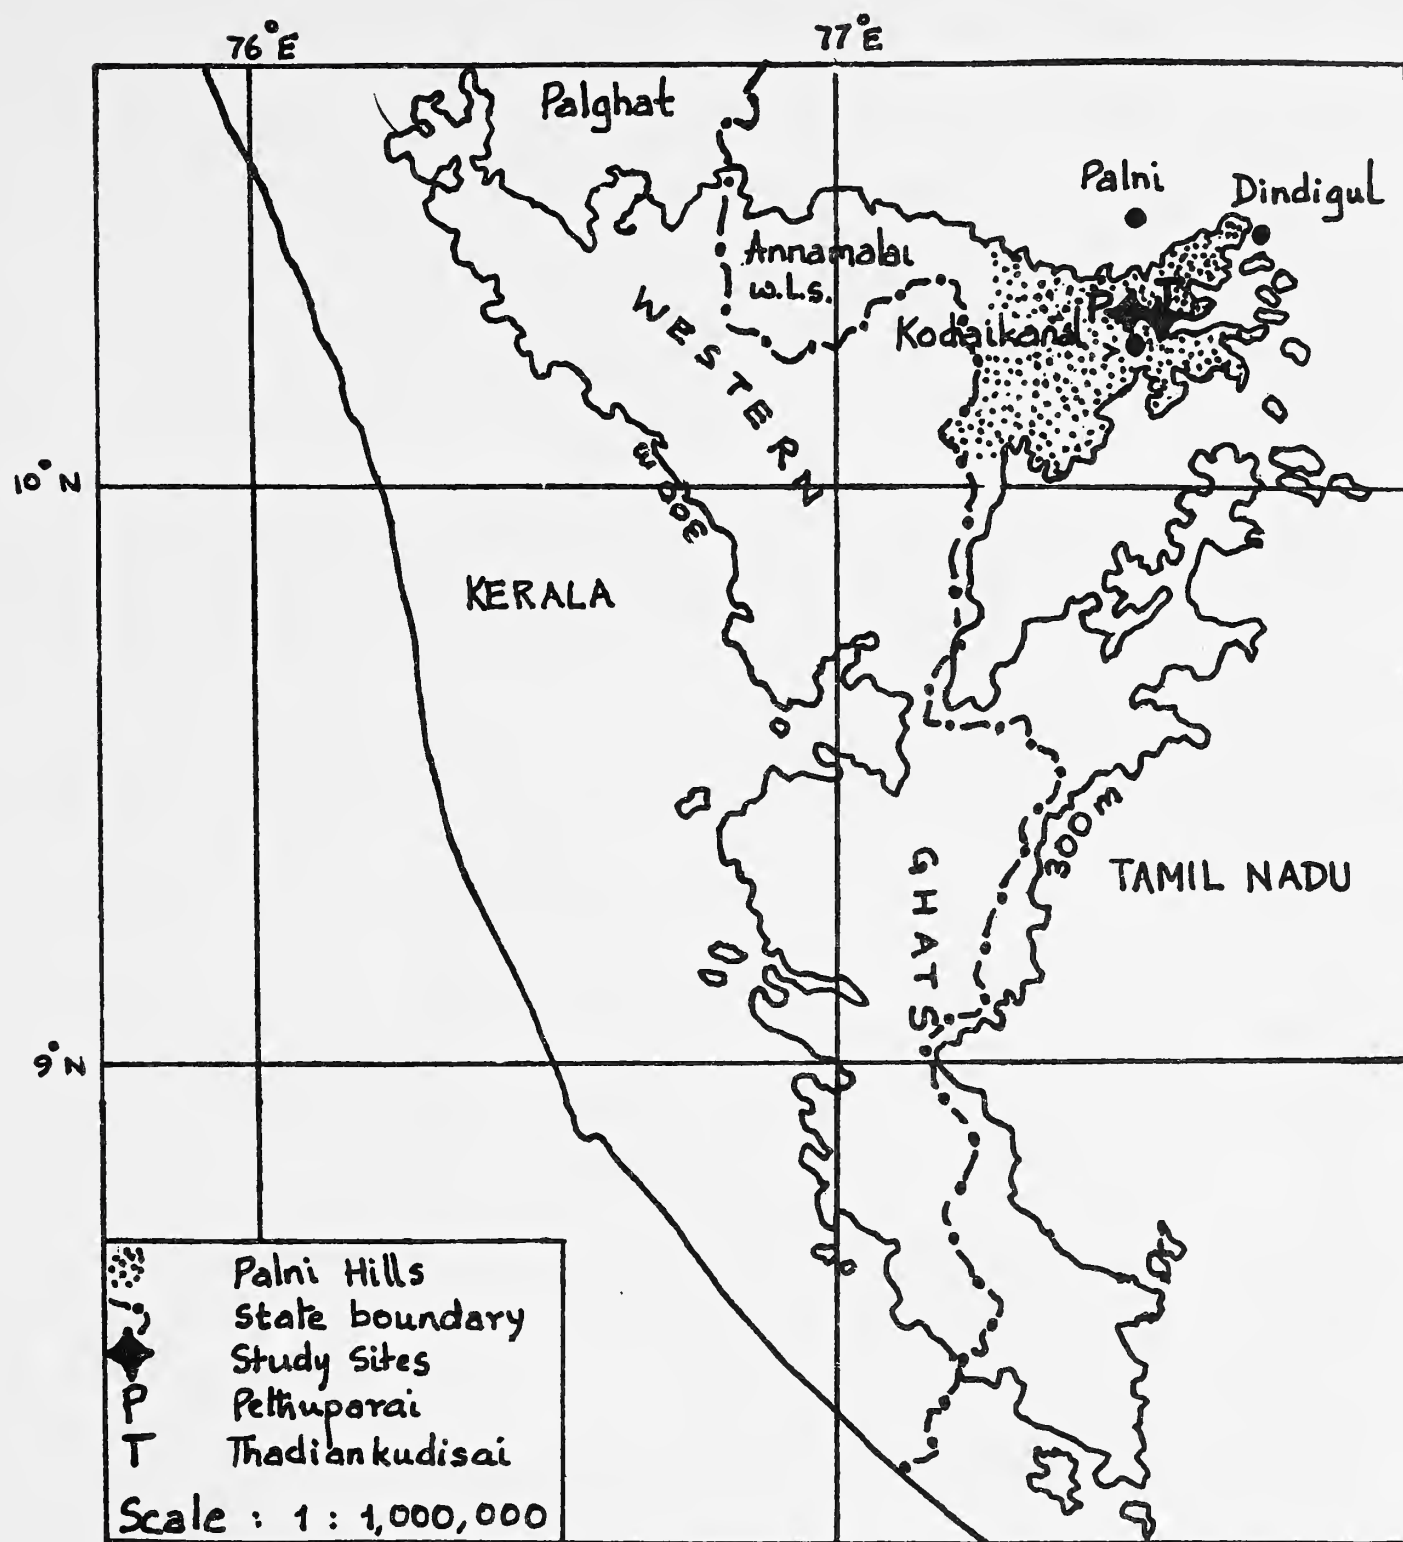 76°E
77°E
Palghat
Palni
Dindigul
Annamalai
W.L.S.
P
T
Kodaikanal
WESTERN
10°N
300m
KERALA
300m
GHATS
TAMIL NADU
9°N
Palni Hills
State boundary
Study Sites
P Pethuparai
T Thadiankudisai
Scale : 1 : 1,000,000